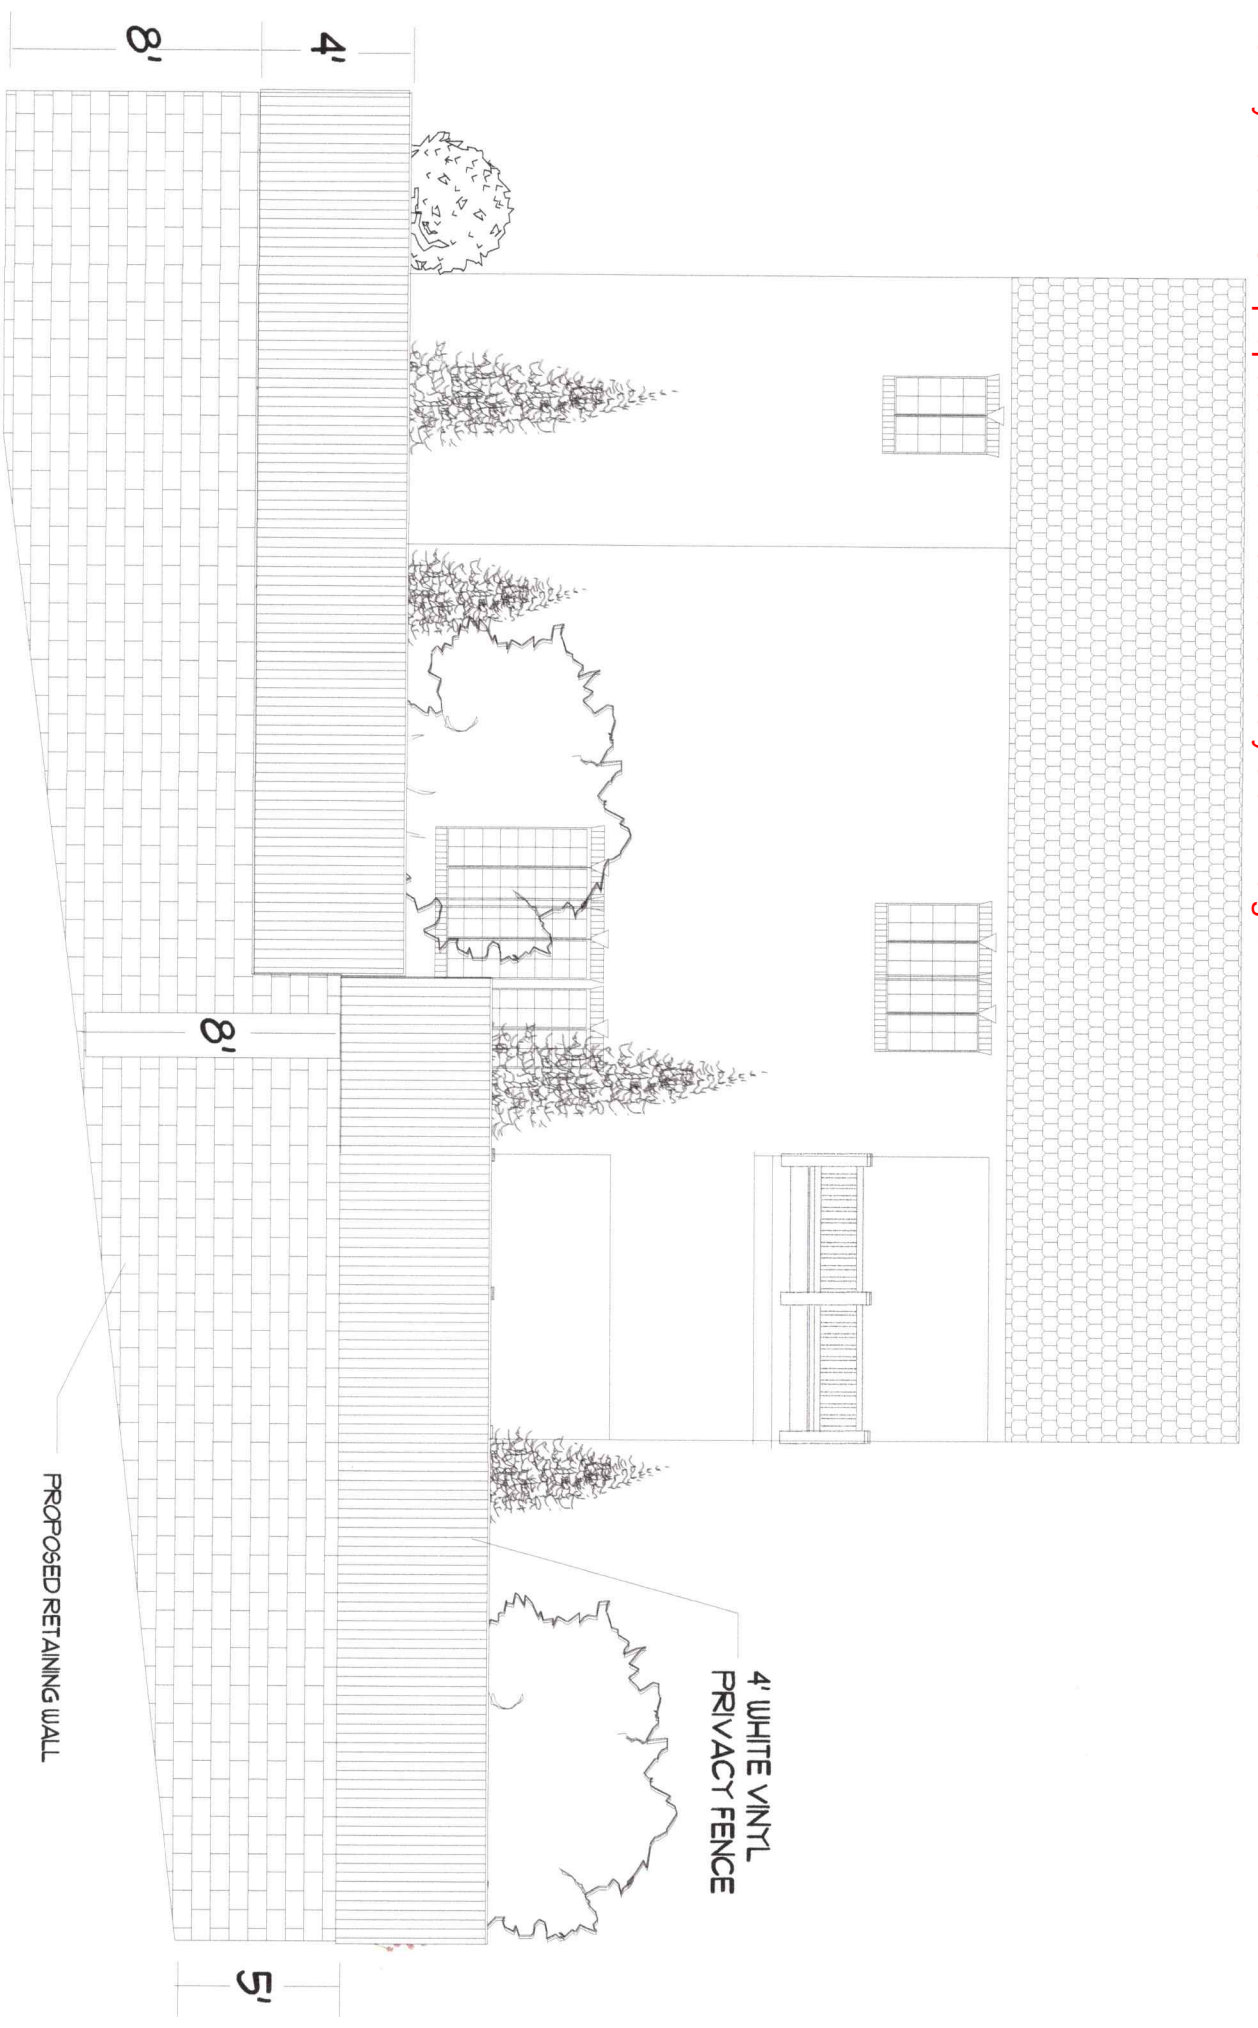 4' WHITE VINYL
PRIVACY FENCE
4'
8'
8'
5'
PROPOSED RETAINING WALL